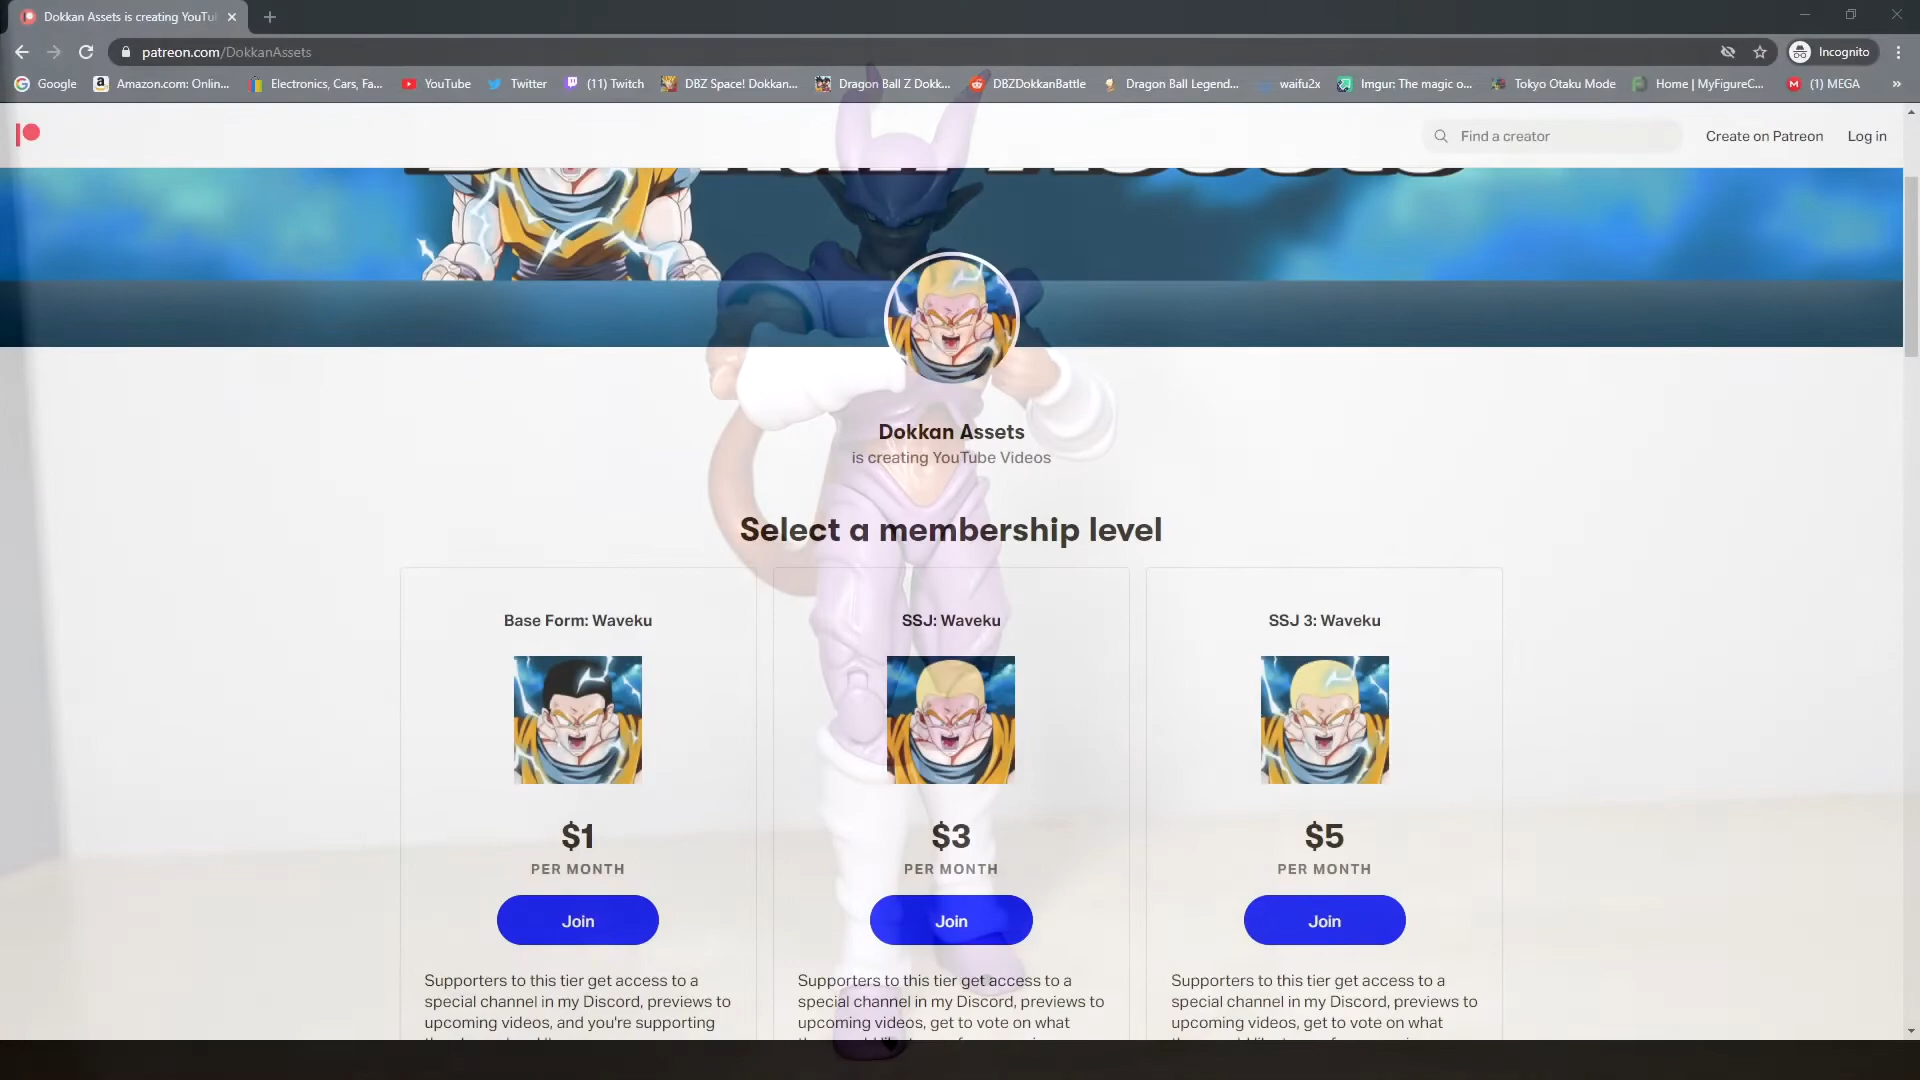 Dokkan Assets is creating YouTu
patreon.com/DokkanAssets
Incognito
Google
Amazon.com: Onlin...
Electronics, Cars, Fa...
YouTube
Twitter
(11) Twitch
DBZ Space! Dokkan...
Dragon Ball Z Dokk...
DBZDokkanBattle
Dragon Ball Legend...
waifu2x
Imgur: The magic o...
Tokyo Otaku Mode
Home | MyFigureC...
(1) MEGA
Find a creator
Create on Patreon
Log in
Dokkan Assets
is creating YouTube Videos
Select a membership level
Base Form: Waveku
$1
PER MONTH
Join
Supporters to this tier get access to a
special channel in my Discord, previews to
upcoming videos, and you're supporting
SSJ: Waveku
$3
PER MONTH
Join
Supporters to this tier get access to a
special channel in my Discord, previews to
upcoming videos, get to vote on what
SSJ 3: Waveku
$5
PER MONTH
Join
Supporters to this tier get access to a
special channel in my Discord, previews to
upcoming videos, get to vote on what